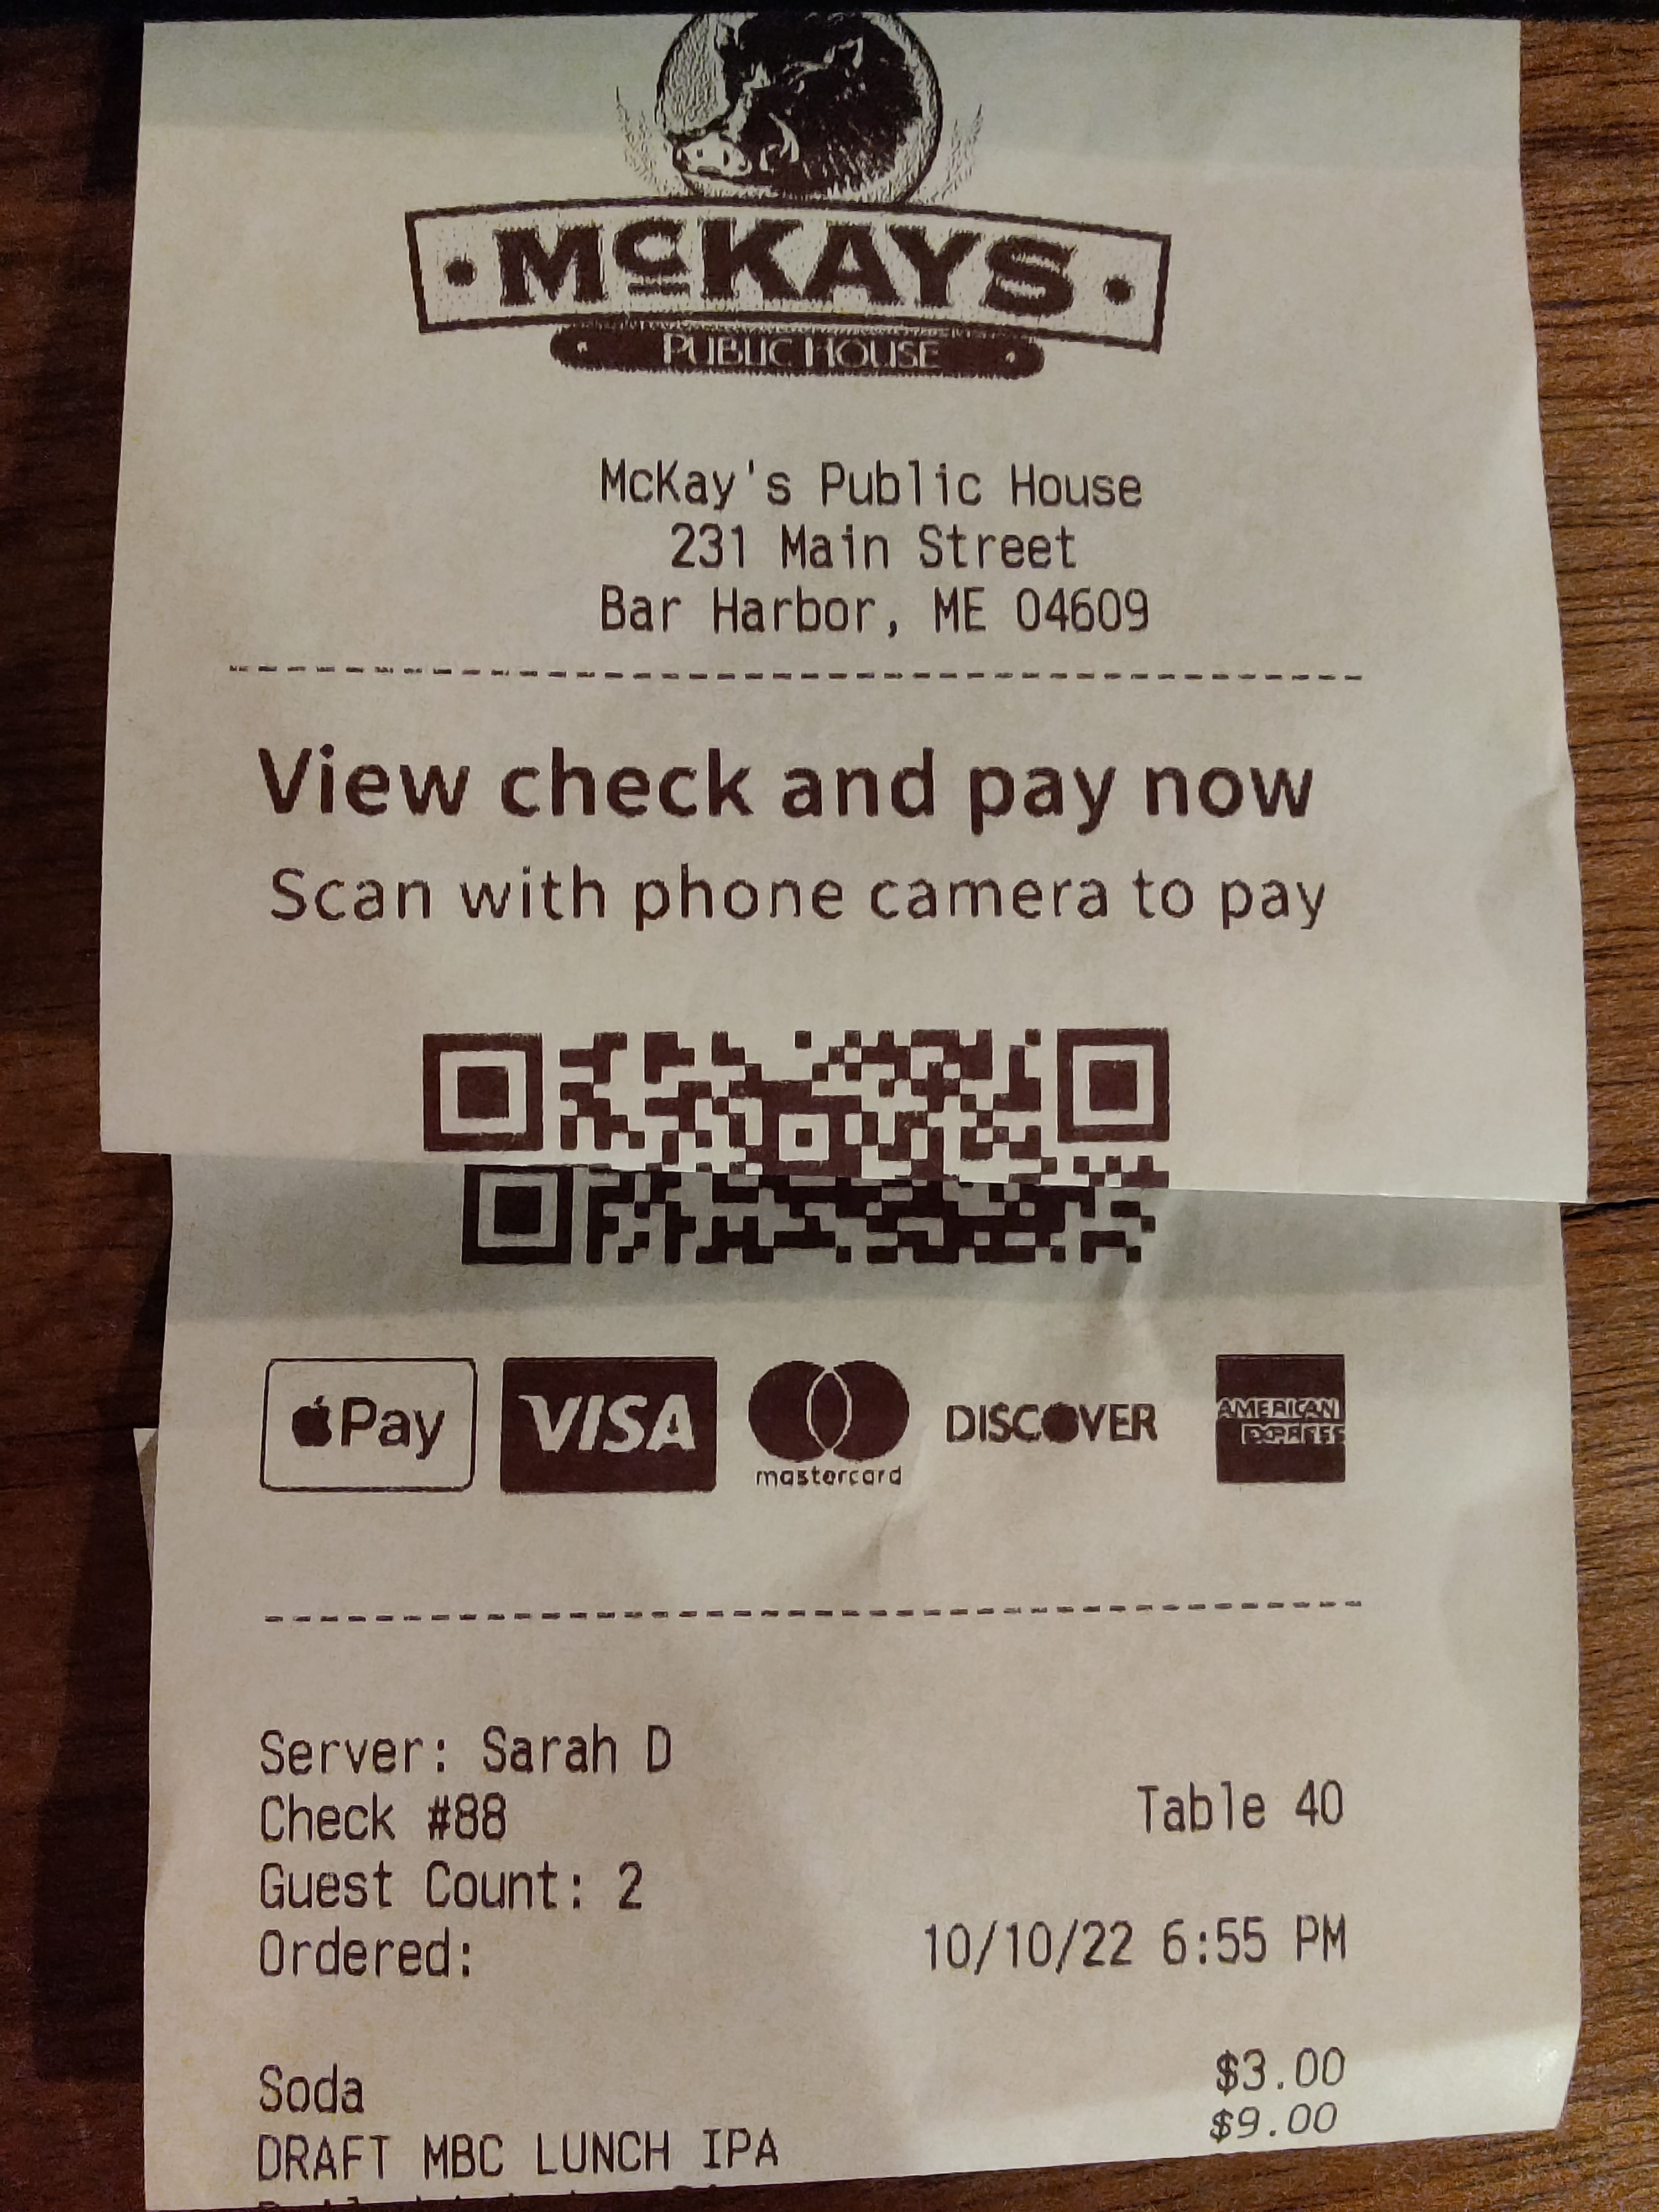 McKAYS
PUBLIC HOUSE
McKay's Public House
231 Main Street
Bar Harbor, ME 04609
View check and pay now
Scan with phone camera to pay
Pay
VISA
mastercard
DISCOVER
AMERICAN
EXPRESS
Server: Sarah D
Check #88
Table 40
Guest Count: 2
Ordered:
10/10/22 6:55 PM
Soda
$3.00
DRAFT MBC LUNCH IPA
$9.00